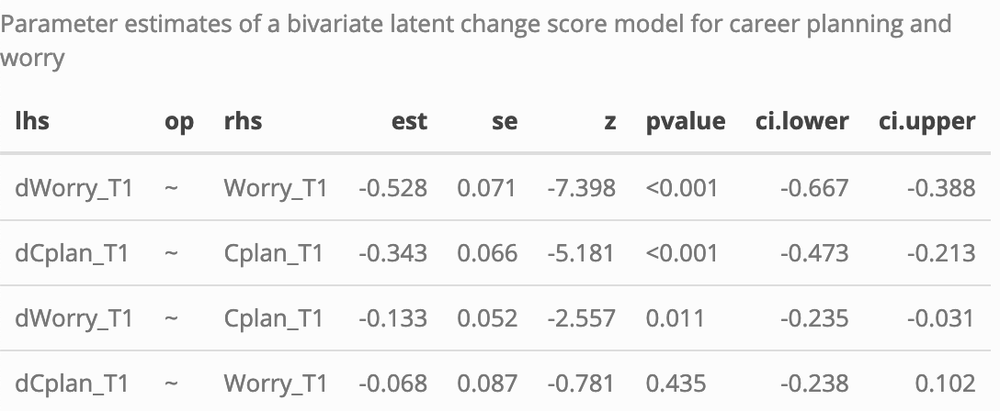 Parameter estimates of a bivariate latent change score model for career planning and
worry
lhs op rhs est se z pvalue ci.lower ci.upper
dWorry_T1 ~ Worry_T1 -0.528 0.071 -7.398 <0.001 -0.667 -0.388
dCplan_T1 ~ Cplan_T1 -0.343 0.066 -5.181 <0.001 -0.473 -0.213
dWorry_T1 ~ Cplan_T1 -0.133 0.052 -2.557 0.011 -0.235 -0.031
dCplan_T1 ~ Worry_T1 -0.068 0.087 -0.781 0.435 -0.238 0.102